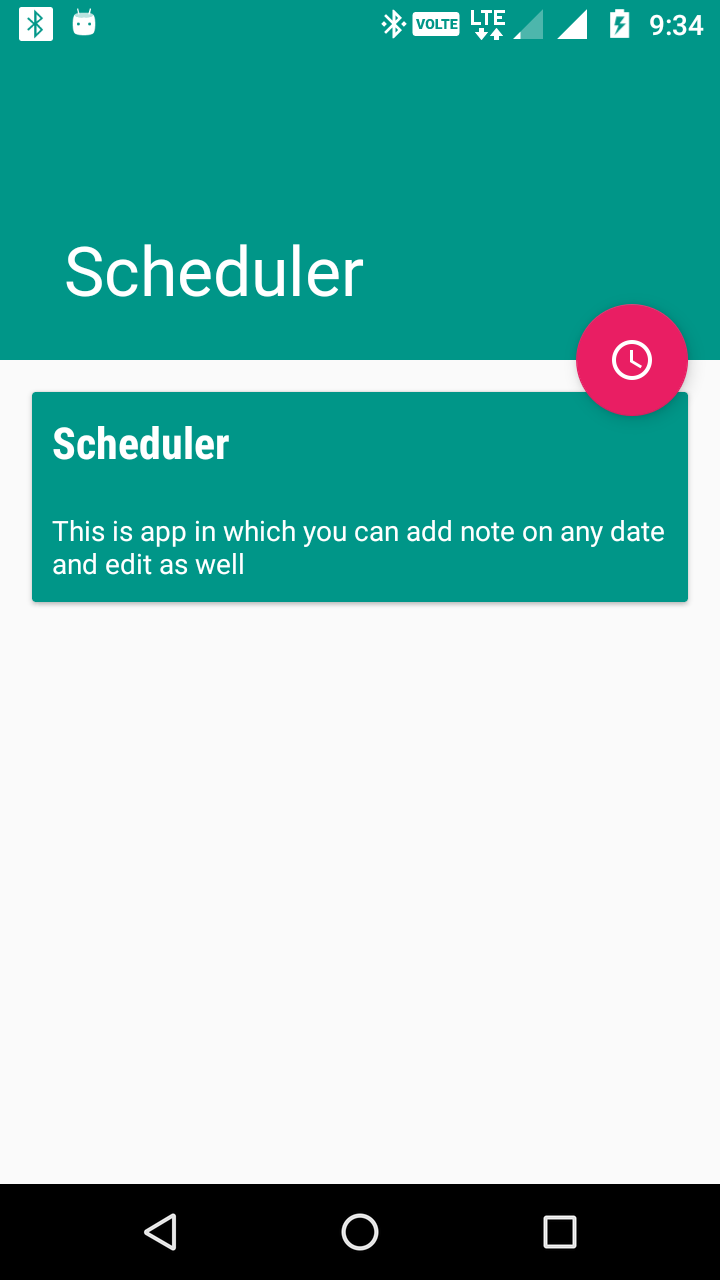 VOLTE LTE 9:34
Scheduler
Scheduler
This is app in which you can add note on any date
and edit as well